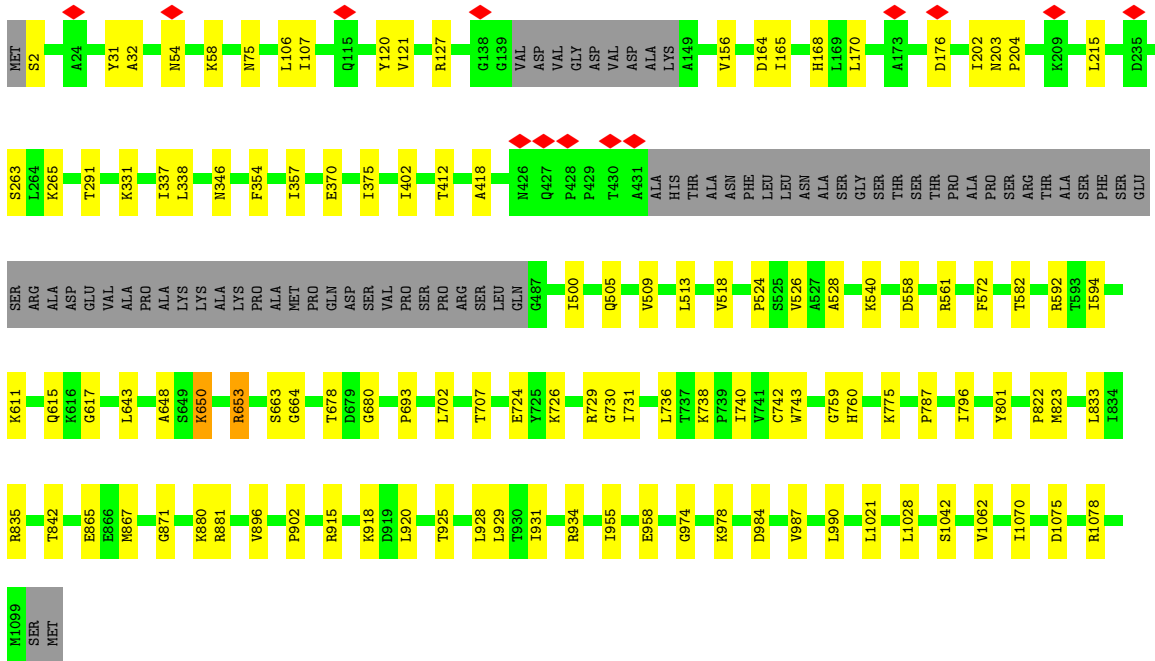 MET S2 A24 Y31 A32 N54 K58 N75 L106 I107 Q115 Y120 V121 R127 G138 G139 VAL ASP VAL GLY ASP VAL ASP ALA LYS A149 V156 D164 I165 H168 L169 L170 A173 D176 I202 N203 P204 K209 L215 D235
S263 L264 K265 T291 K331 I337 L338 N346 F354 I357 E370 I375 I402 T412 A418 N426 Q427 P428 P429 T430 A431 ALA HIS THR ALA ASN PHE LEU LEU ASN ALA SER GLY SER THR SER THR PRO ALA PRO SER ARG THR ALA SER PHE SER GLU
SER ARG ALA ASP GLU VAL ALA PRO ALA LYS LYS ALA LYS PRO ALA MET PRO GLN ASP SER VAL PRO SER PRO ARG SER LEU GLN G487 I500 Q505 V509 L513 V518 P524 S525 V526 A527 A528 K540 D558 R561 F572 T582 R592 T593 I594
K611 Q615 K616 G617 L643 A648 S649 K650 R653 S663 G664 T678 D679 G680 P693 L702 T707 E724 Y725 K726 R729 G730 I731 L736 T737 K738 P739 I740 V741 C742 W743 G759 H760 K775 P787 I796 Y801 P822 M823 L833 I834
R835 T842 E865 E866 M867 G871 K880 R881 V896 P902 R915 K918 D919 L920 T925 L928 L929 T930 I931 R934 I955 E958 G974 K978 D984 V987 L990 L1021 L1028 S1042 V1062 I1070 D1075 R1078
M1099 SER MET